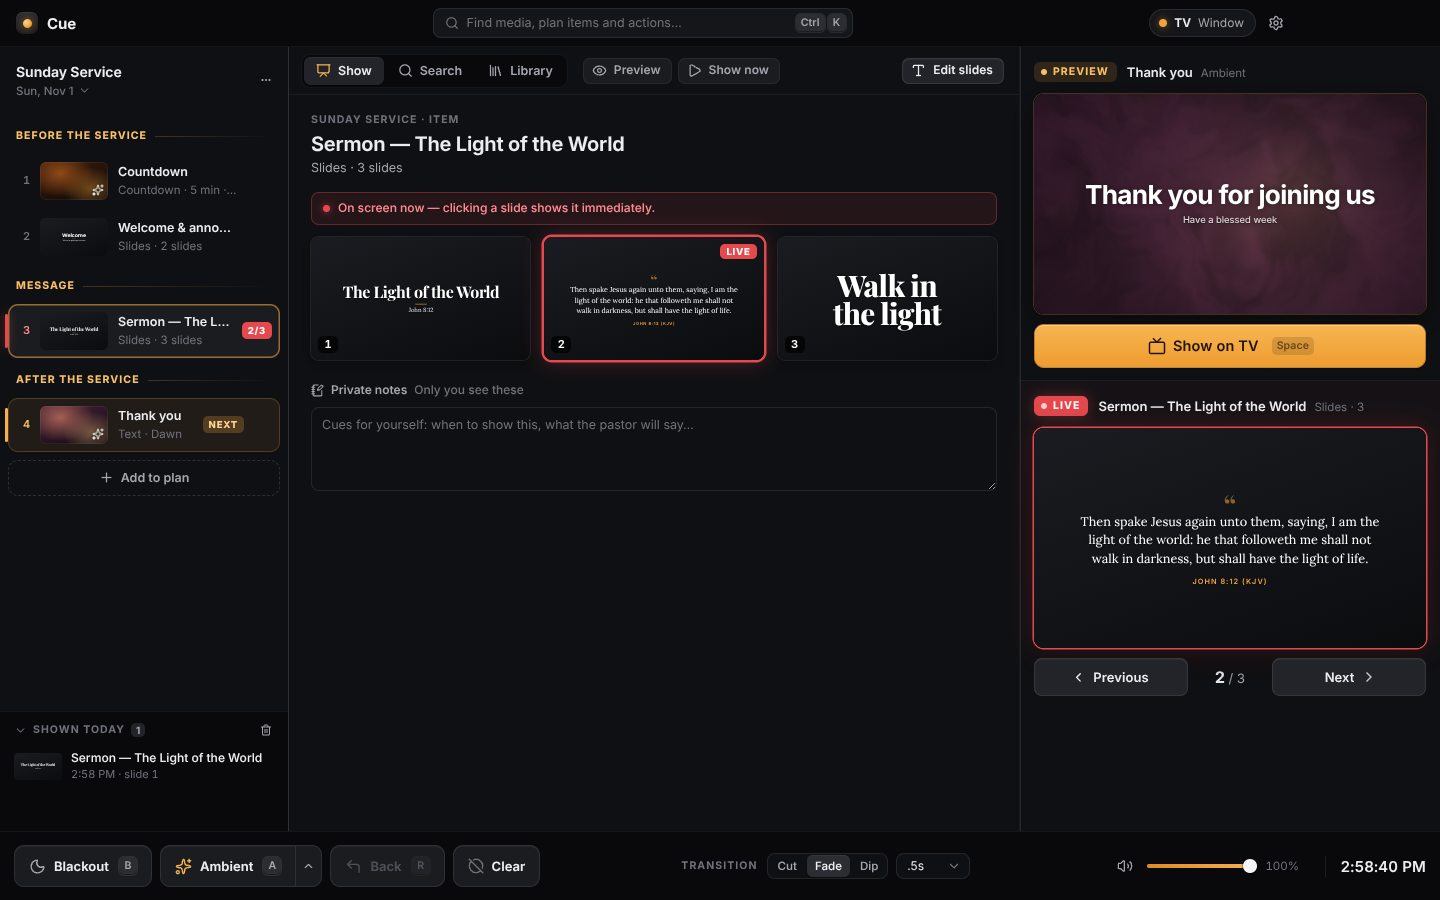 Cue
Find media, plan items and actions...
Ctrl K
TV Window
Sunday Service
Sun, Nov 1
...
BEFORE THE SERVICE
1
Countdown
Countdown · 5 min ·...
2
Welcome
Welcome & anno...
Slides · 2 slides
MESSAGE
3
The Light of the World
Sermon — The L...
Slides · 3 slides
2/3
AFTER THE SERVICE
4
Thank you
Text · Dawn
NEXT
Add to plan
SHOWN TODAY 1
The Light of the World
Sermon — The Light of the World
2:58 PM · slide 1
Show
Search
Library
Preview
Show now
Edit slides
SUNDAY SERVICE · ITEM
Sermon — The Light of the World
Slides · 3 slides
On screen now — clicking a slide shows it immediately.
The Light of the World
John 8:12
1
LIVE
“
Then spake Jesus again unto them, saying, I am the
light of the world: he that followeth me shall not
walk in darkness, but shall have the light of life.
JOHN 8:12 (KJV)
2
Walk in
the light
3
Private notes Only you see these
Cues for yourself: when to show this, what the pastor will say...
PREVIEW Thank you Ambient
Thank you for joining us
Have a blessed week
Show on TV Space
LIVE Sermon — The Light of the World Slides · 3
“
Then spake Jesus again unto them, saying, I am the
light of the world: he that followeth me shall not
walk in darkness, but shall have the light of life.
JOHN 8:12 (KJV)
Previous
2 / 3
Next
Blackout B
Ambient A
Back R
Clear
TRANSITION
Cut Fade Dip
.5s
100%
2:58:40 PM